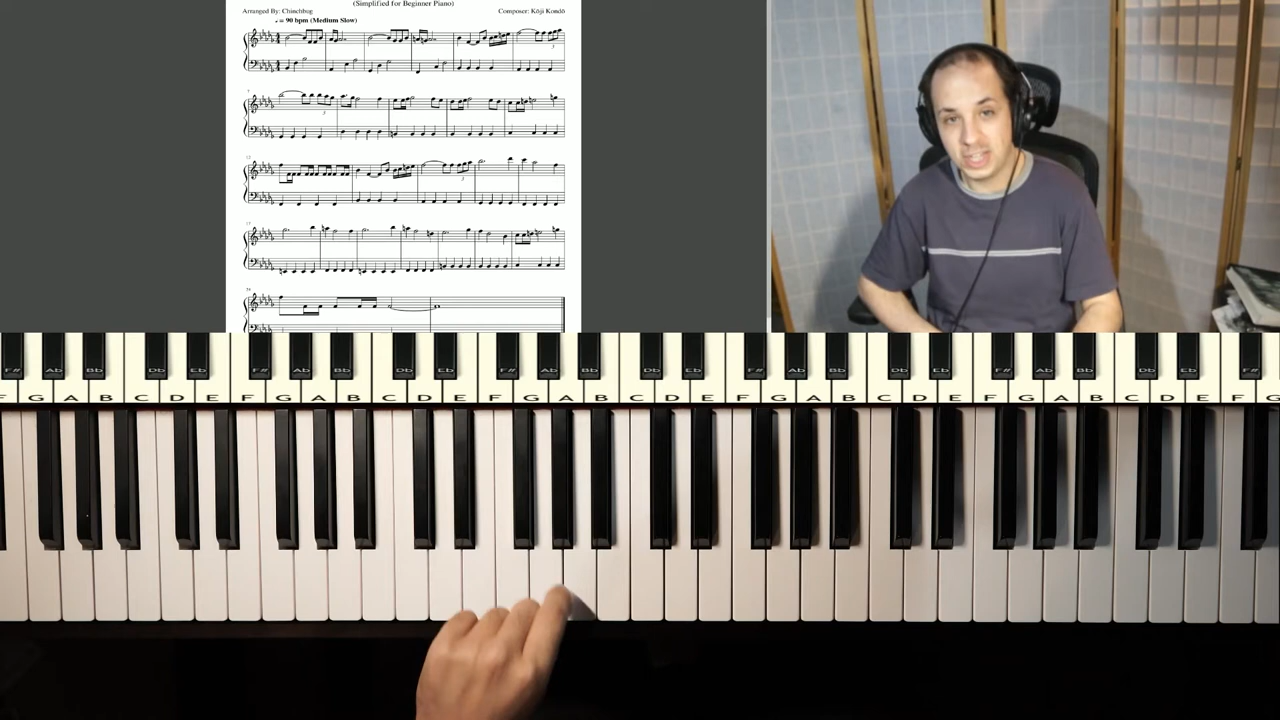 (Simplified for Beginner Piano)
Arranged By: Chinchbug Composer: Kōji Kondō
♩ = 90 bpm (Medium Slow)
F# Ab Bb Db Eb F# Ab Bb Db Eb F# Ab Bb Db Eb F# Ab Bb Db Eb F# Ab Bb Db Eb F#
F G A B C D E F G A B C D E F G A B C D E F G A B C D E F G A B C D E F G